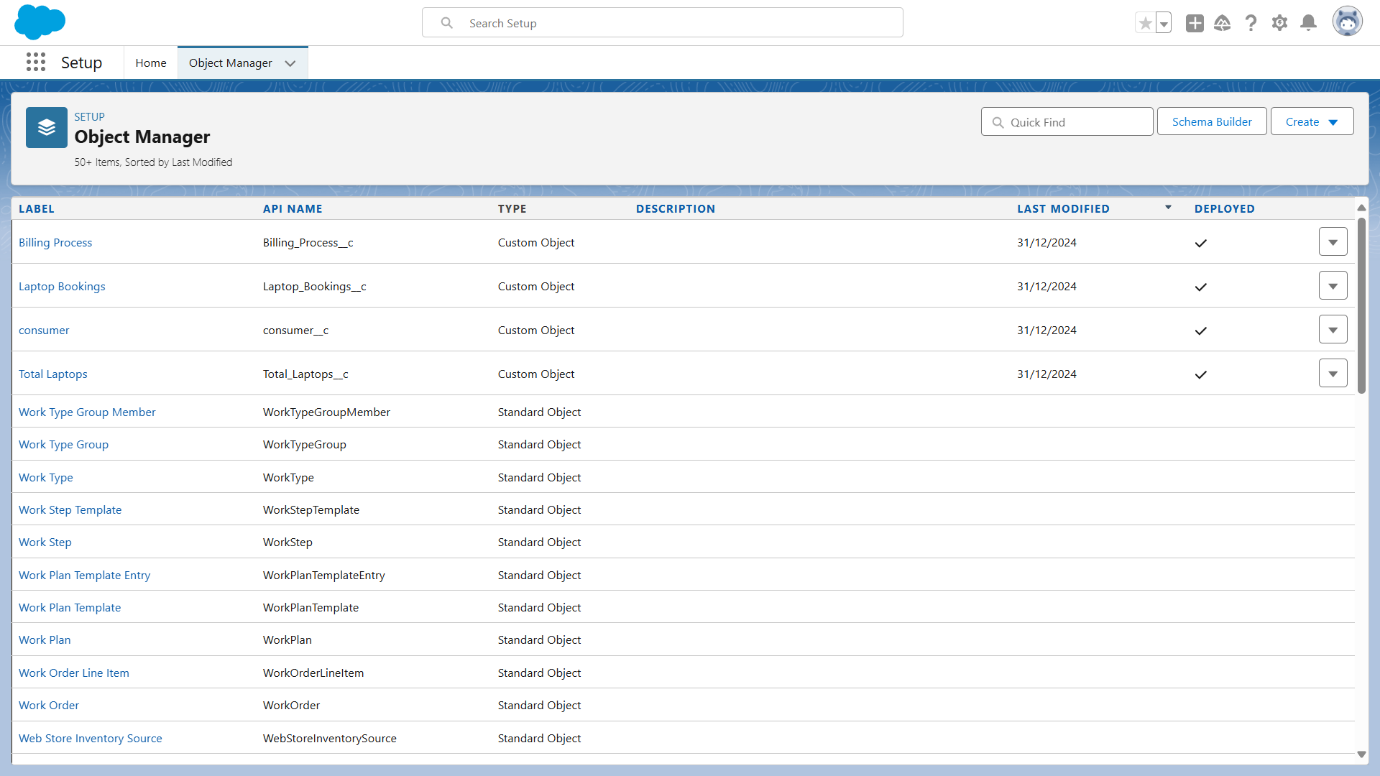 Search Setup
Setup Home Object Manager
SETUP
Object Manager
50+ Items, Sorted by Last Modified
Quick Find
Schema Builder
Create
LABEL API NAME TYPE DESCRIPTION LAST MODIFIED DEPLOYED
Billing Process Billing_Process__c Custom Object 31/12/2024
Laptop Bookings Laptop_Bookings__c Custom Object 31/12/2024
consumer consumer__c Custom Object 31/12/2024
Total Laptops Total_Laptops__c Custom Object 31/12/2024
Work Type Group Member WorkTypeGroupMember Standard Object
Work Type Group WorkTypeGroup Standard Object
Work Type WorkType Standard Object
Work Step Template WorkStepTemplate Standard Object
Work Step WorkStep Standard Object
Work Plan Template Entry WorkPlanTemplateEntry Standard Object
Work Plan Template WorkPlanTemplate Standard Object
Work Plan WorkPlan Standard Object
Work Order Line Item WorkOrderLineItem Standard Object
Work Order WorkOrder Standard Object
Web Store Inventory Source WebStoreInventorySource Standard Object